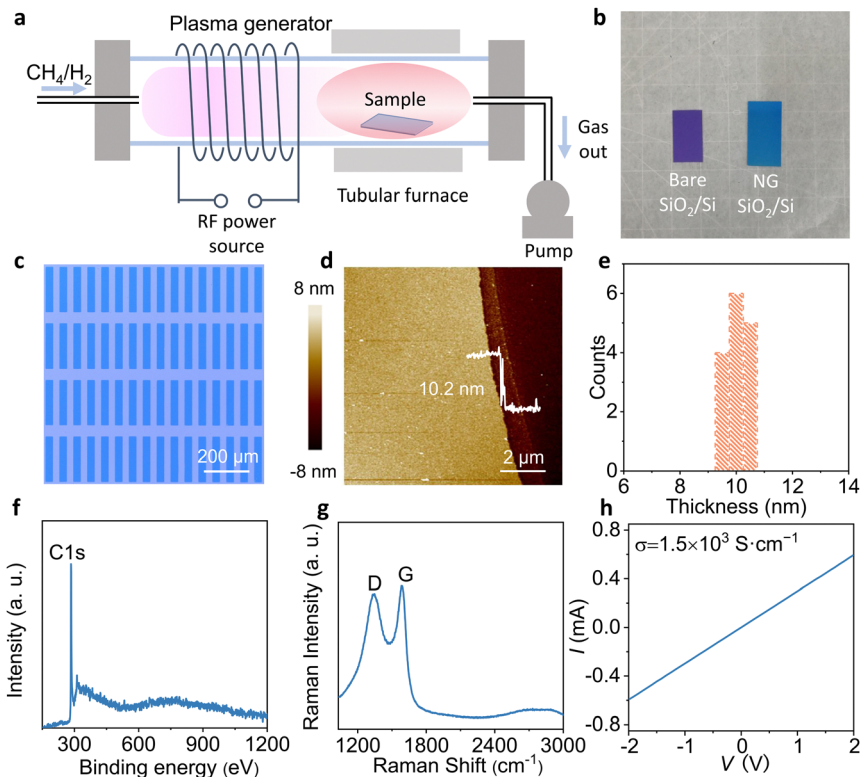 a
Plasma generator
CH₄/H₂
Sample
Gas
out
RF power
source
Tubular furnace
Pump
b
Bare
SiO₂/Si
NG
SiO₂/Si
c
200 μm
d
8 nm
-8 nm
10.2 nm
2 μm
e
Counts
6
4
2
0
6 8 10 12 14
Thickness (nm)
f
C1s
Intensity (a. u.)
300 600 900 1200
Binding energy (eV)
g
D
G
Raman Intensity (a. u.)
1200 1800 2400 3000
Raman Shift (cm⁻¹)
h
σ=1.5×10³ S·cm⁻¹
I (mA)
0.8
0.4
0.0
-0.4
-0.8
-2 -1 0 1 2
V (V)